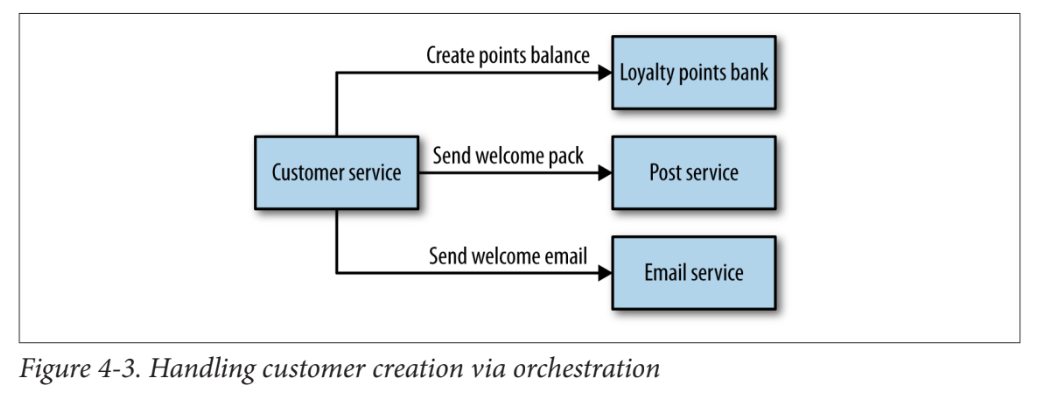 Create points balance
Loyalty points bank
Customer service
Send welcome pack
Post service
Send welcome email
Email service
Figure 4-3. Handling customer creation via orchestration